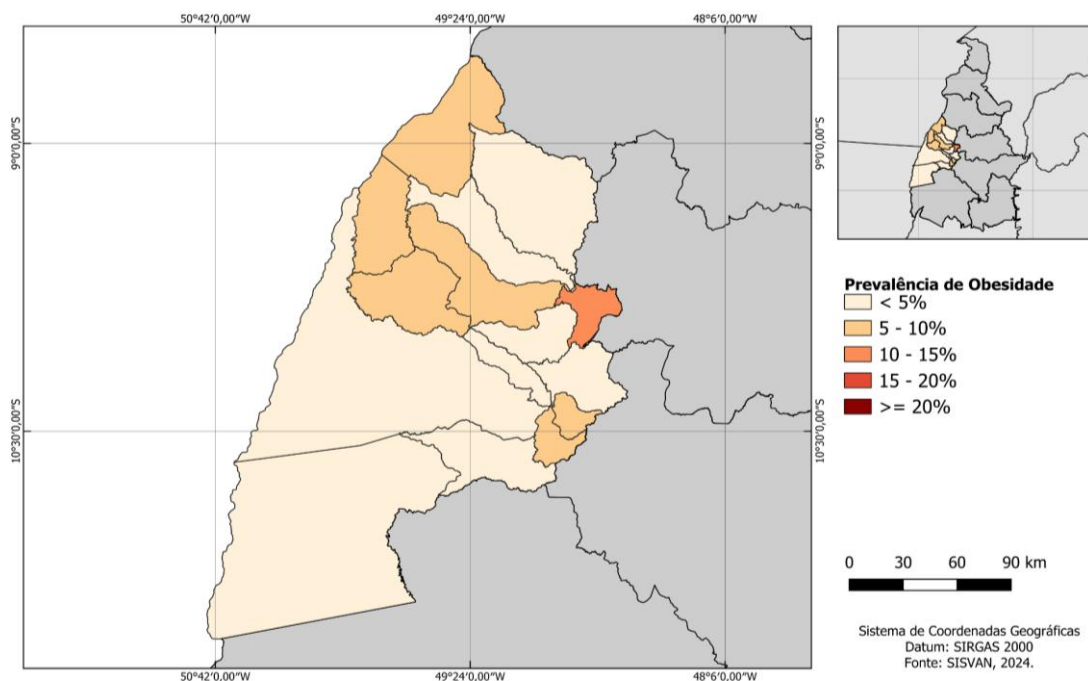 50°42'0,00"W
49°24'0,00"W
48°6'0,00"W
9°0'0,00"S
9°0'0,00"S
10°30'0,00"S
10°30'0,00"S
50°42'0,00"W
49°24'0,00"W
48°6'0,00"W
Prevalência de Obesidade
< 5%
5 - 10%
10 - 15%
15 - 20%
>= 20%
0 30 60 90 km
Sistema de Coordenadas Geográficas
Datum: SIRGAS 2000
Fonte: SISVAN, 2024.